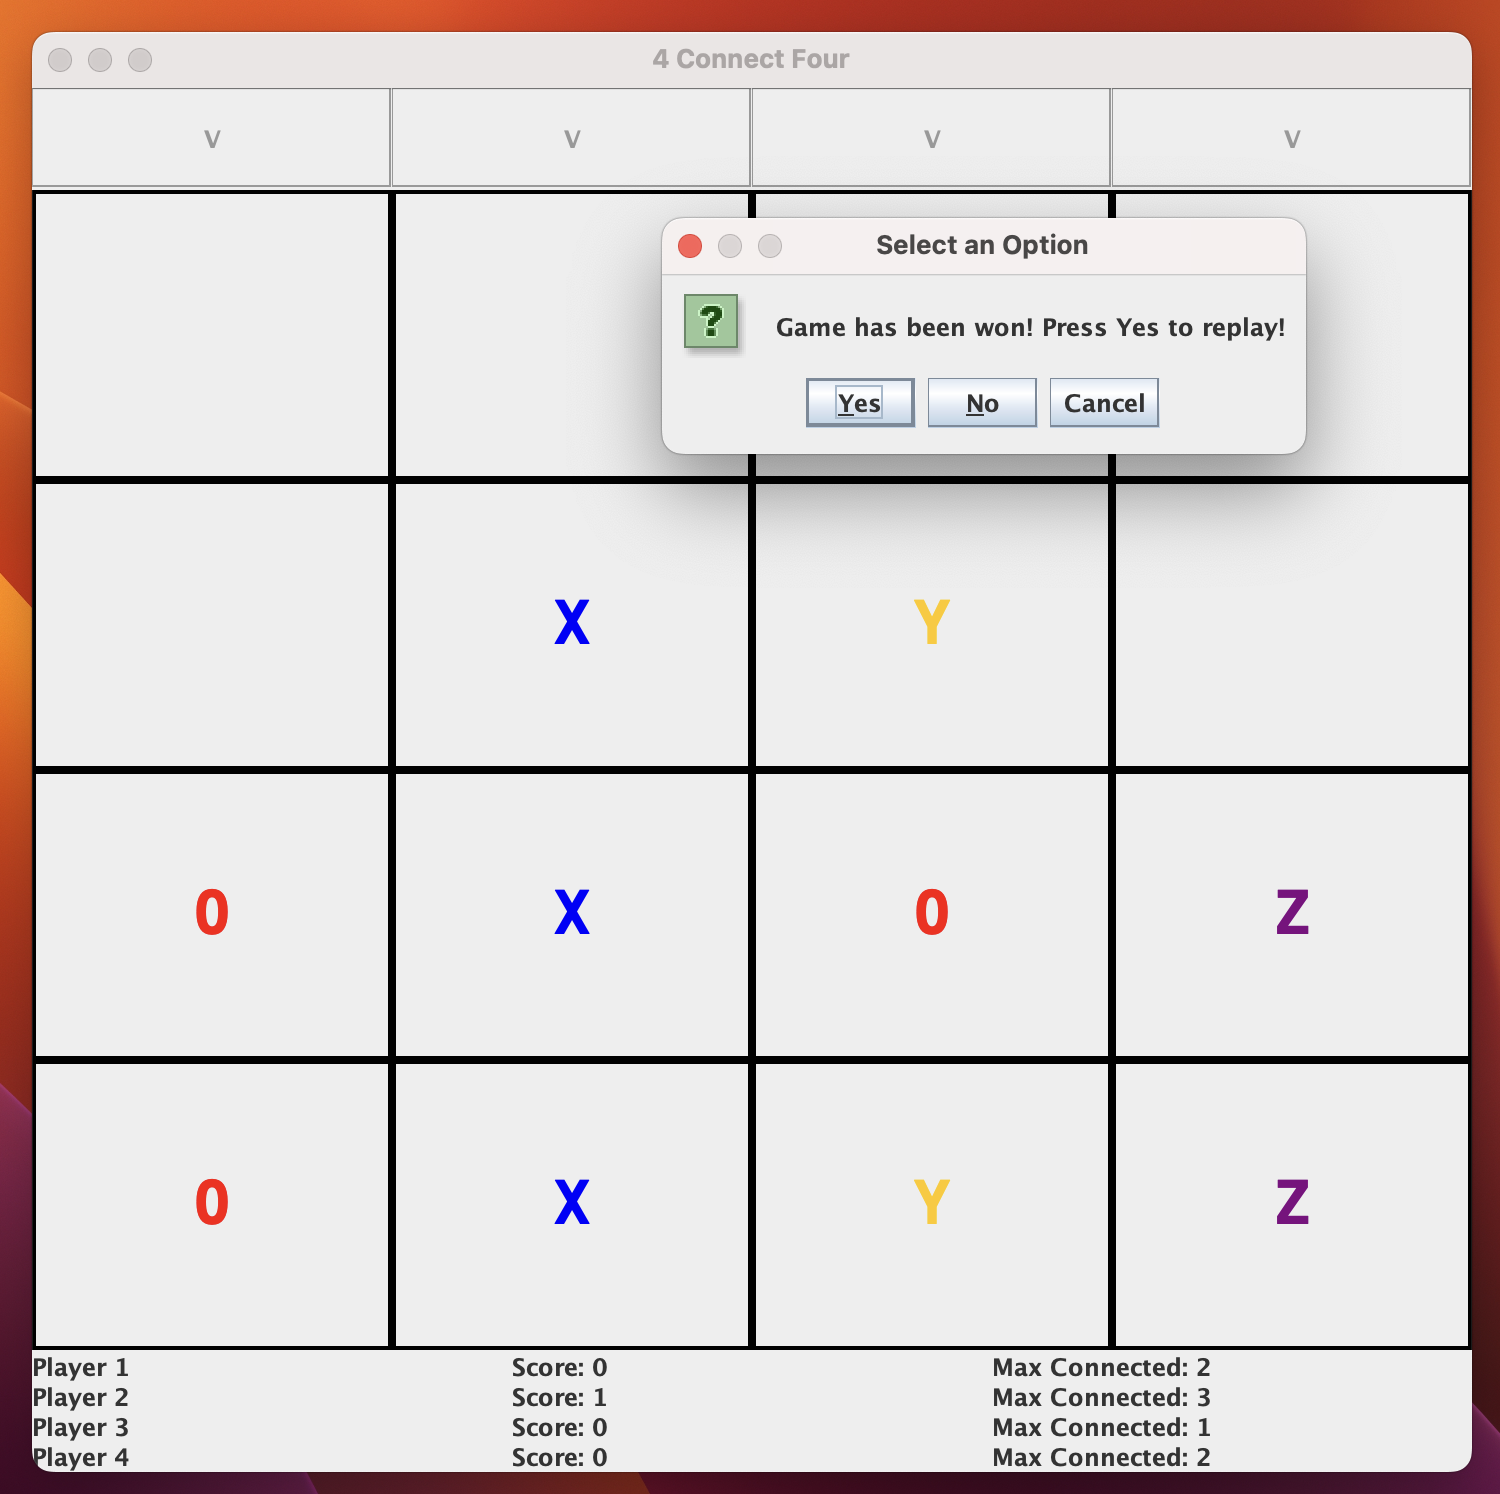 4 Connect Four
V V V V
Select an Option
?
Game has been won! Press Yes to replay!
Yes No Cancel
X Y
O X O Z
O X Y Z
Player 1 Score: 0 Max Connected: 2
Player 2 Score: 1 Max Connected: 3
Player 3 Score: 0 Max Connected: 1
Player 4 Score: 0 Max Connected: 2